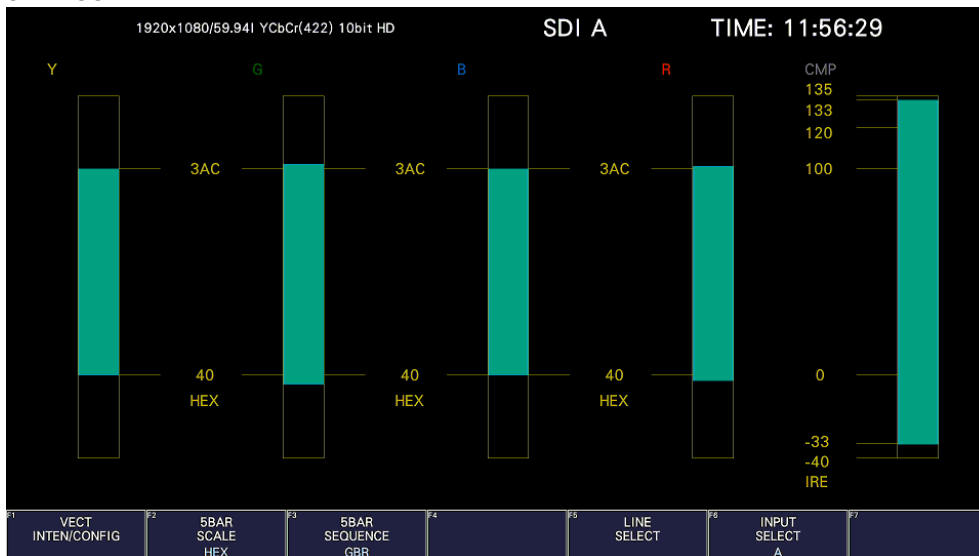 1920x1080/59.94I YCbCr(422) 10bit HD SDI A TIME: 11:56:29
Y G B R CMP
135
133
120
3AC 3AC 3AC 100
40 40 40 0
HEX HEX HEX
-33
-40
IRE
F1 VECT INTEN/CONFIG
F2 5BAR SCALE HEX
F3 5BAR SEQUENCE GBR
F4
F5 LINE SELECT
F6 INPUT SELECT A
F7